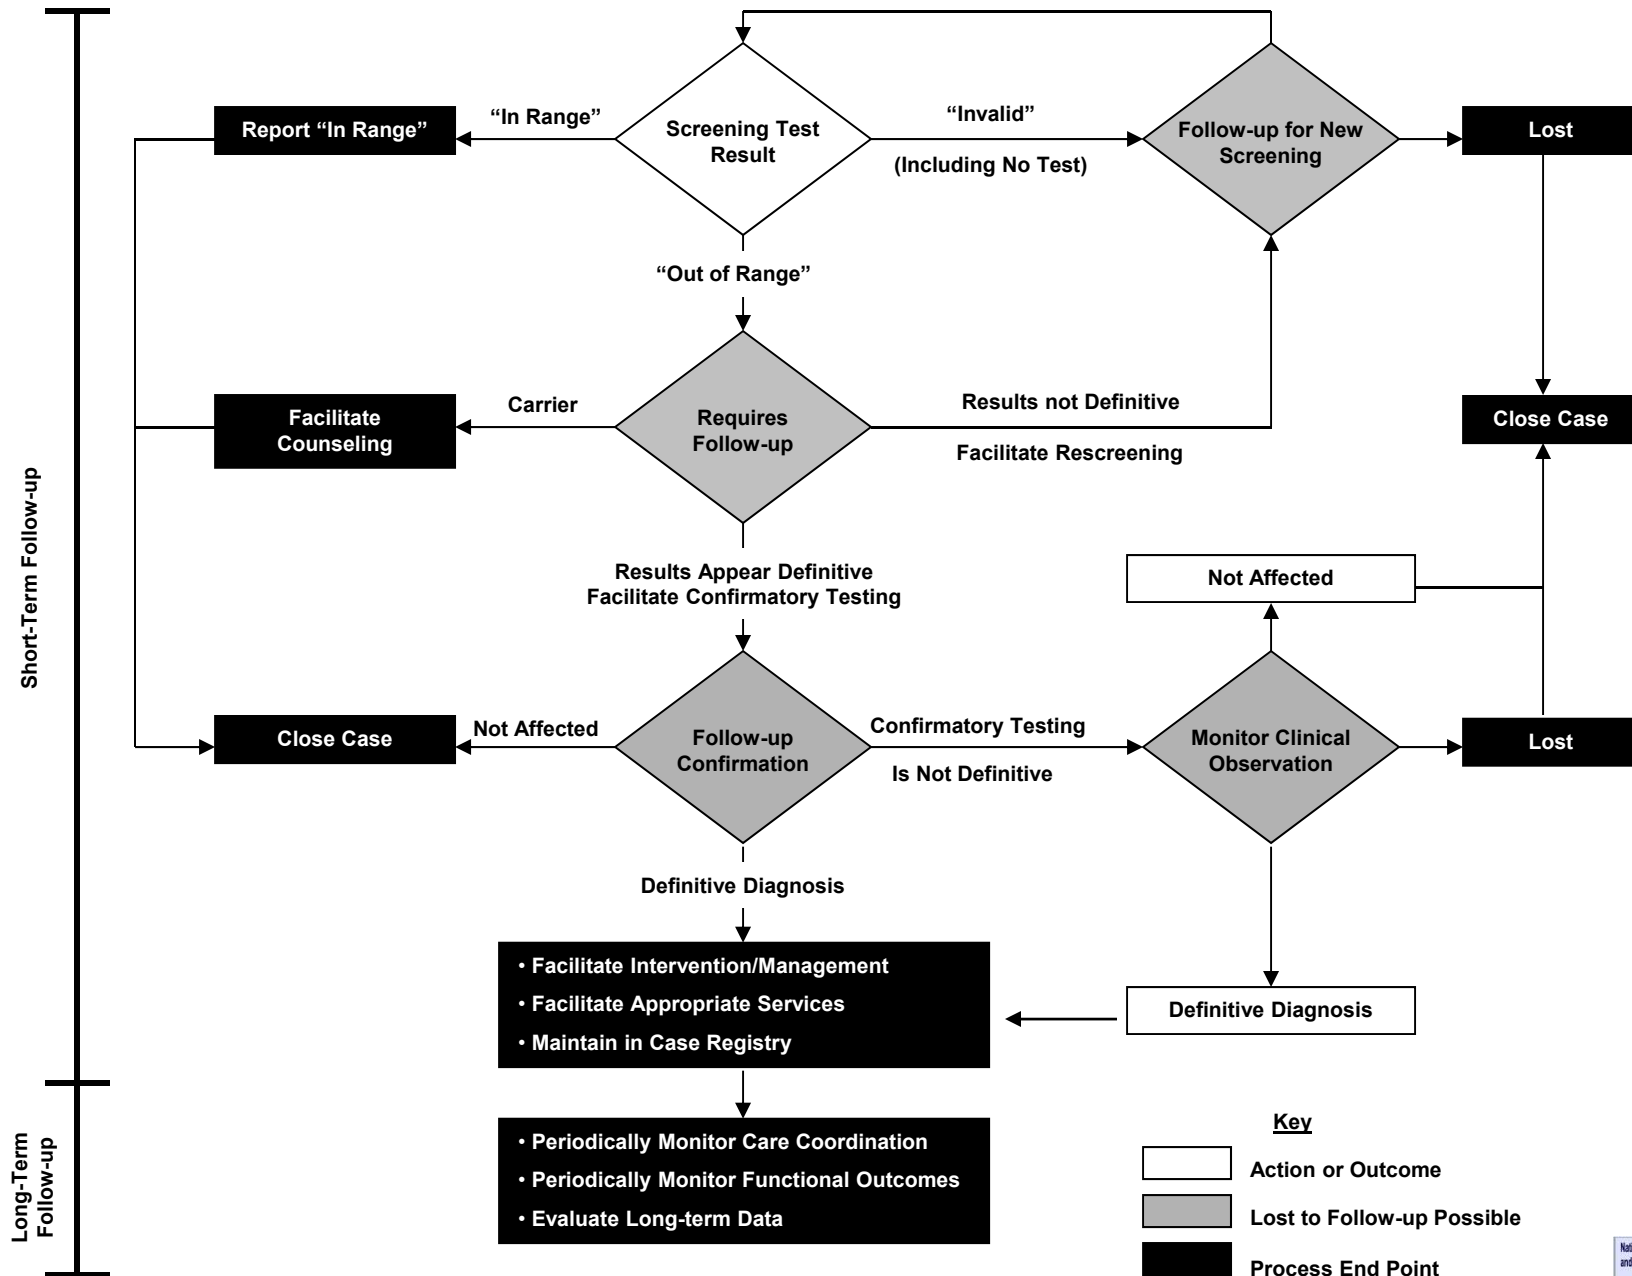 Short-Term Follow-up
Long-Term
Follow-up
Report “In Range”
“In Range”
Screening Test
Result
“Invalid”
(Including No Test)
Follow-up for New
Screening
Lost
“Out of Range”
Facilitate
Counseling
Carrier
Requires
Follow-up
Results not Definitive
Facilitate Rescreening
Close Case
Results Appear Definitive
Facilitate Confirmatory Testing
Not Affected
Close Case
Not Affected
Follow-up
Confirmation
Confirmatory Testing
Is Not Definitive
Monitor Clinical
Observation
Lost
Definitive Diagnosis
• Facilitate Intervention/Management
• Facilitate Appropriate Services
• Maintain in Case Registry
Definitive Diagnosis
• Periodically Monitor Care Coordination
• Periodically Monitor Functional Outcomes
• Evaluate Long-term Data
Key
Action or Outcome
Lost to Follow-up Possible
Process End Point